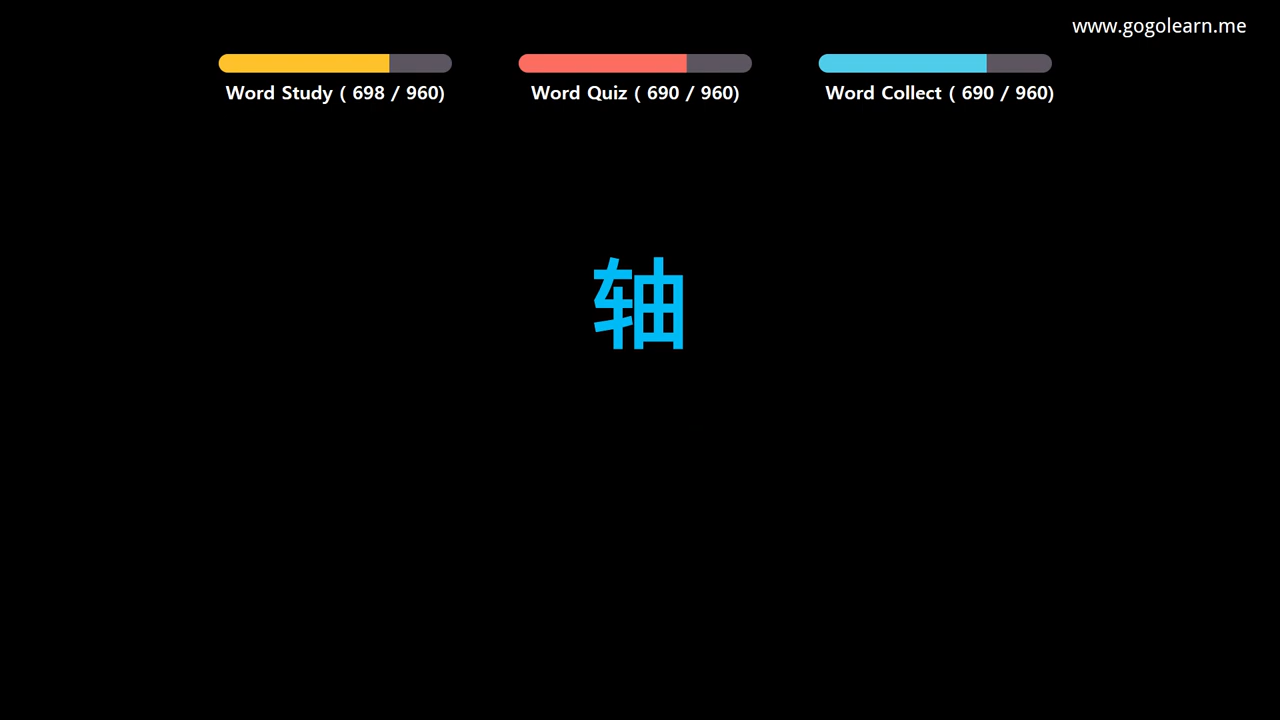 www.gogolearn.me
Word Study ( 698 / 960)
Word Quiz ( 690 / 960)
Word Collect ( 690 / 960)
轴